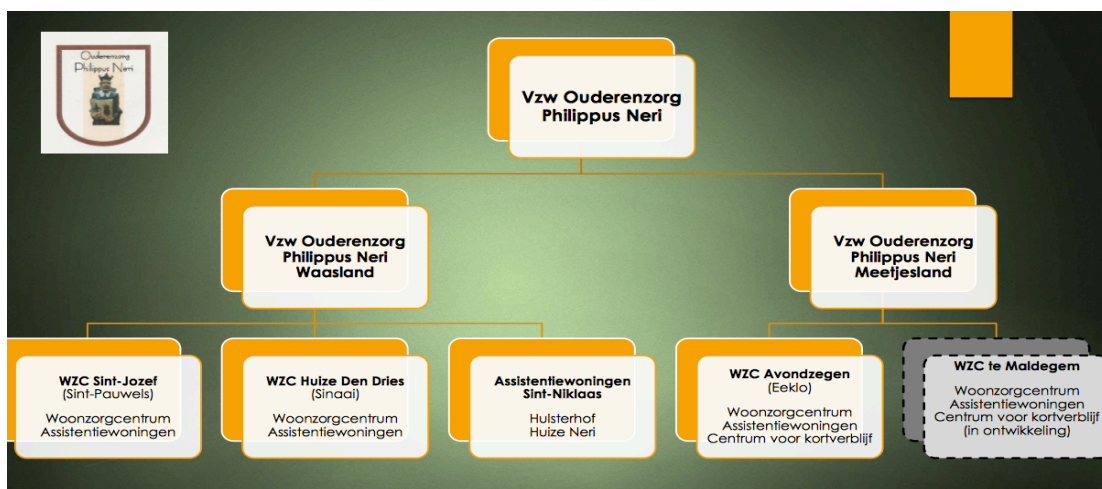 Ouderenzorg
Philippus Neri
Vzw Ouderenzorg
Philippus Neri
Vzw Ouderenzorg
Philippus Neri
Waasland
Vzw Ouderenzorg
Philippus Neri
Meetjesland
WZC Sint-Jozef
(Sint-Pauwels)
Woonzorgcentrum
Assistentiewoningen
WZC Huize Den Dries
(Sinaai)
Woonzorgcentrum
Assistentiewoningen
Assistentiewoningen
Sint-Niklaas
Hulsterhof
Huize Neri
WZC Avondzegen
(Eeklo)
Woonzorgcentrum
Assistentiewoningen
Centrum voor kortverblijf
WZC te Maldegem
Woonzorgcentrum
Assistentiewoningen
Centrum voor kortverblijf
(in ontwikkeling)